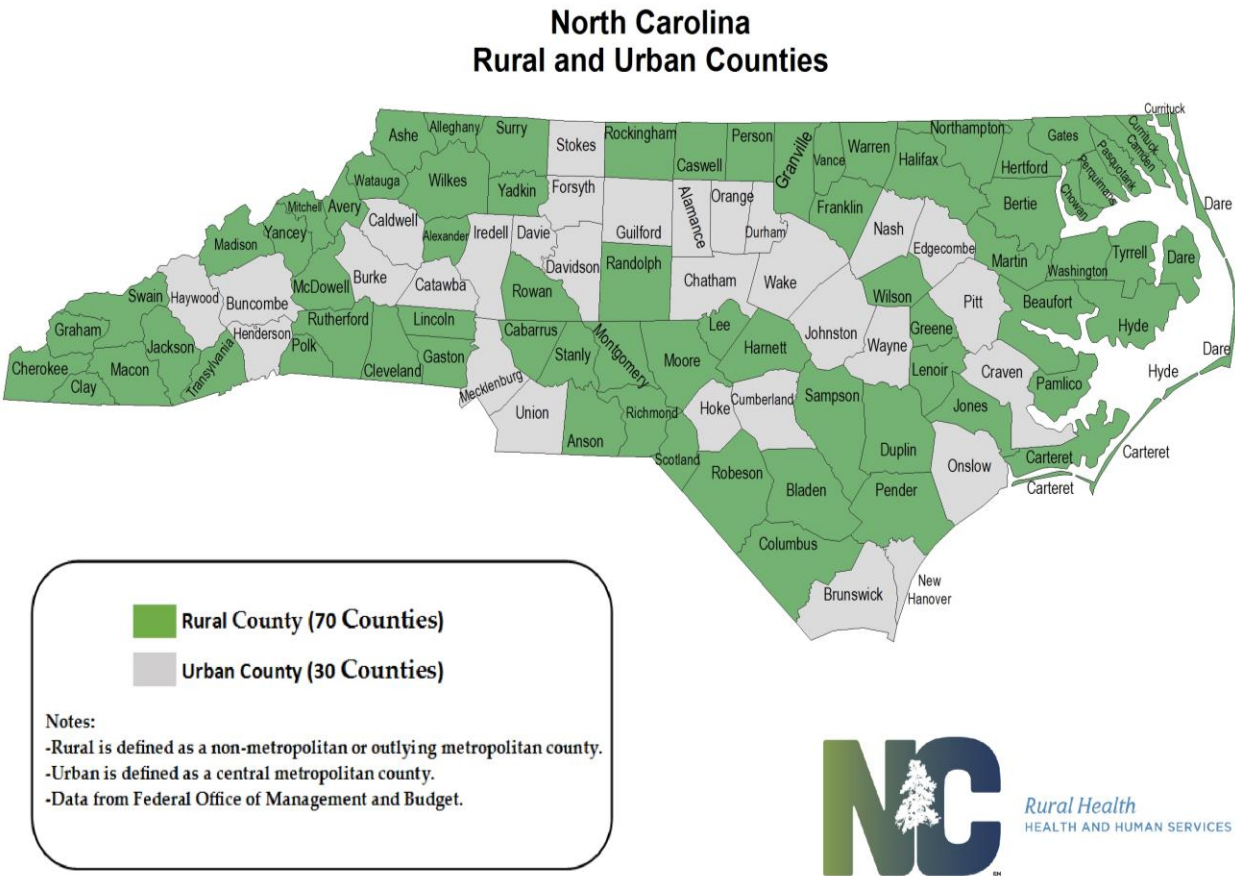 North Carolina
Rural and Urban Counties
Currituck
Ashe
Alleghany
Surry
Stokes
Rockingham
Caswell
Person
Granville
Vance
Warren
Northampton
Halifax
Hertford
Gates
Currituck
Camden
Pasquotank
Perquimans
Chowan
Watauga
Wilkes
Yadkin
Forsyth
Guilford
Alamance
Orange
Durham
Franklin
Bertie
Dare
Mitchell
Avery
Caldwell
Alexander
Iredell
Davie
Nash
Edgecombe
Madison
Yancey
Davidson
Randolph
Martin
Washington
Tyrrell
Dare
McDowell
Burke
Catawba
Rowan
Chatham
Wake
Wilson
Pitt
Beaufort
Swain
Haywood
Buncombe
Rutherford
Lincoln
Hyde
Graham
Jackson
Henderson
Polk
Cleveland
Gaston
Cabarrus
Stanly
Montgomery
Moore
Lee
Harnett
Johnston
Wayne
Greene
Lenoir
Craven
Pamlico
Hyde
Dare
Cherokee
Clay
Macon
Transylvania
Mecklenburg
Union
Anson
Richmond
Hoke
Cumberland
Sampson
Duplin
Jones
Scotland
Robeson
Bladen
Pender
Onslow
Carteret
Carteret
Carteret
Columbus
Brunswick
New
Hanover
Rural County (70 Counties)
Urban County (30 Counties)
Notes:
-Rural is defined as a non-metropolitan or outlying metropolitan county.
-Urban is defined as a central metropolitan county.
-Data from Federal Office of Management and Budget.
NC
SM
Rural Health
HEALTH AND HUMAN SERVICES